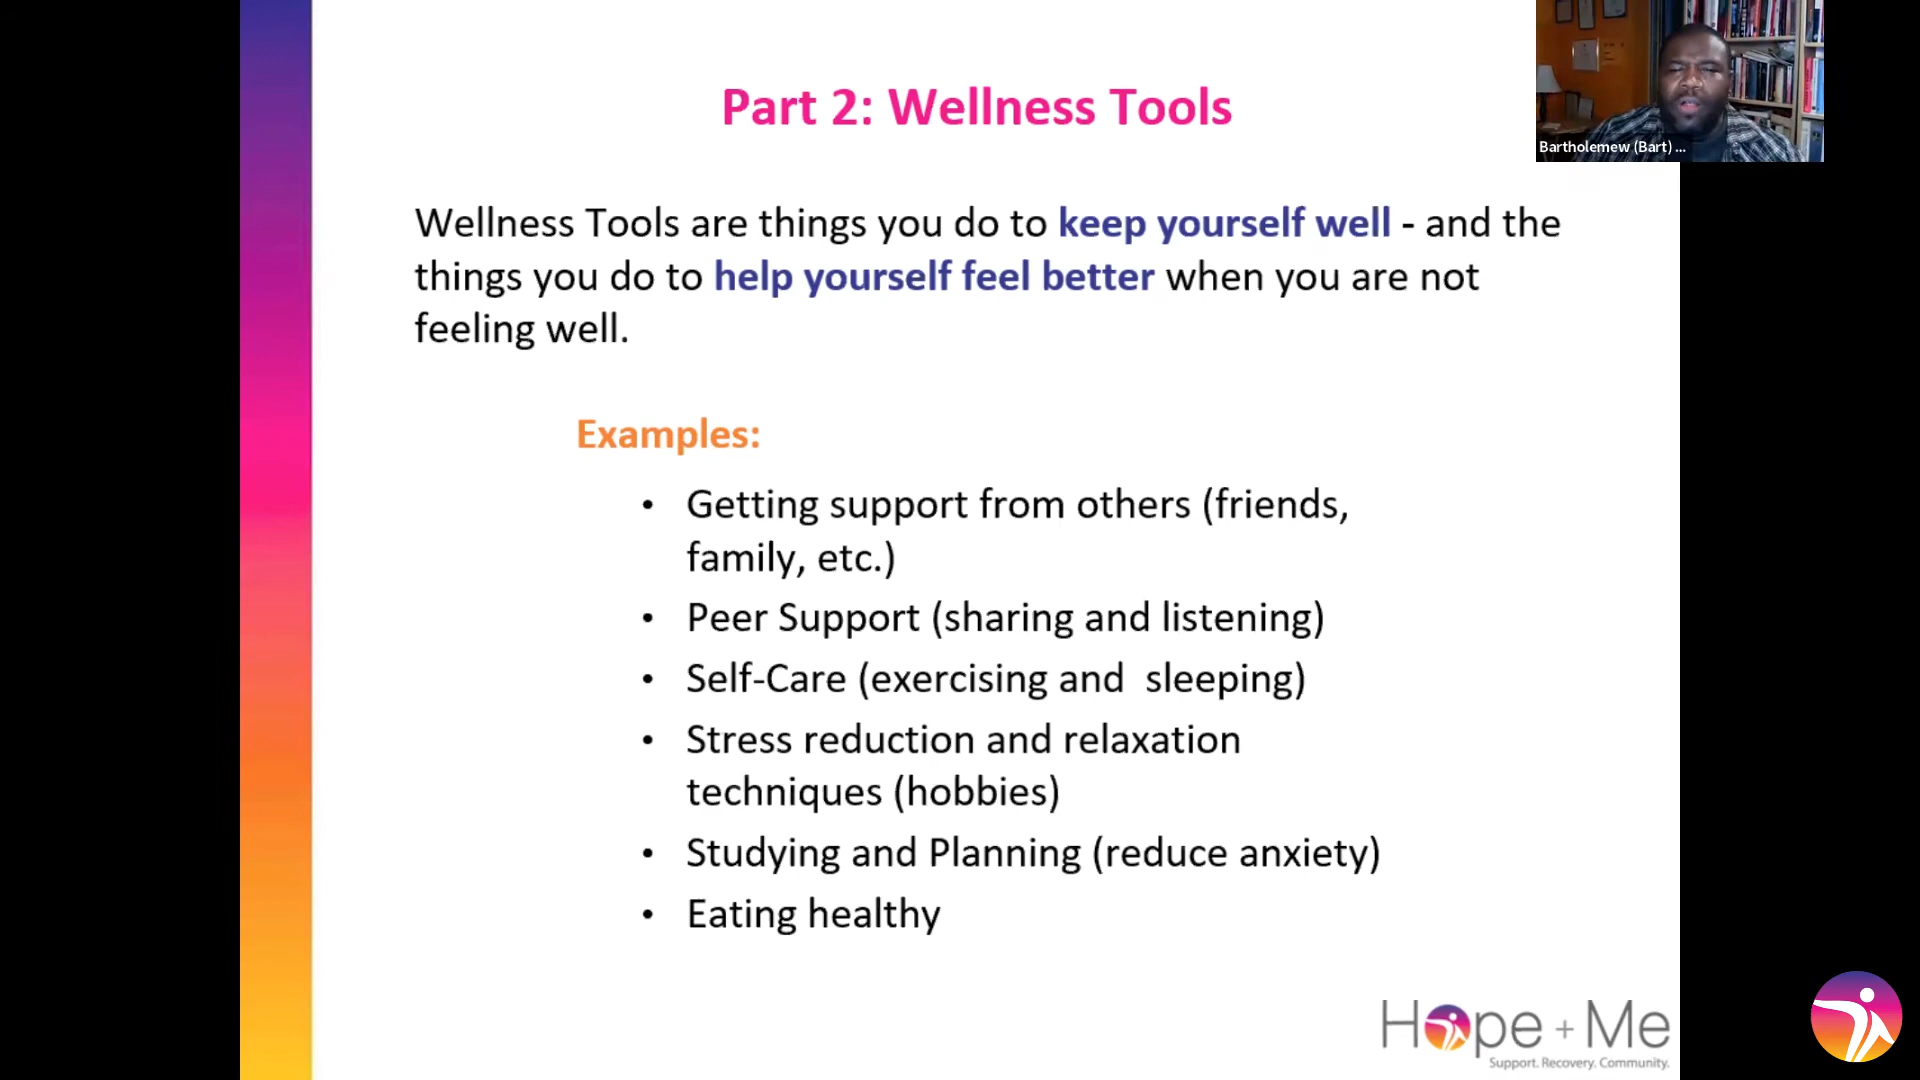 Part 2: Wellness Tools
Bartholemew (Bart) ...
Wellness Tools are things you do to keep yourself well - and the
things you do to help yourself feel better when you are not
feeling well.
Examples:
• Getting support from others (friends,
family, etc.)
• Peer Support (sharing and listening)
• Self-Care (exercising and  sleeping)
• Stress reduction and relaxation
techniques (hobbies)
• Studying and Planning (reduce anxiety)
• Eating healthy
Hope + Me
Support. Recovery. Community.